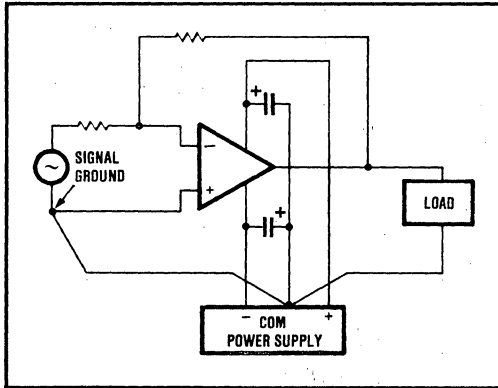 +
SIGNAL
GROUND
−
+
+
LOAD
− COM +
POWER SUPPLY